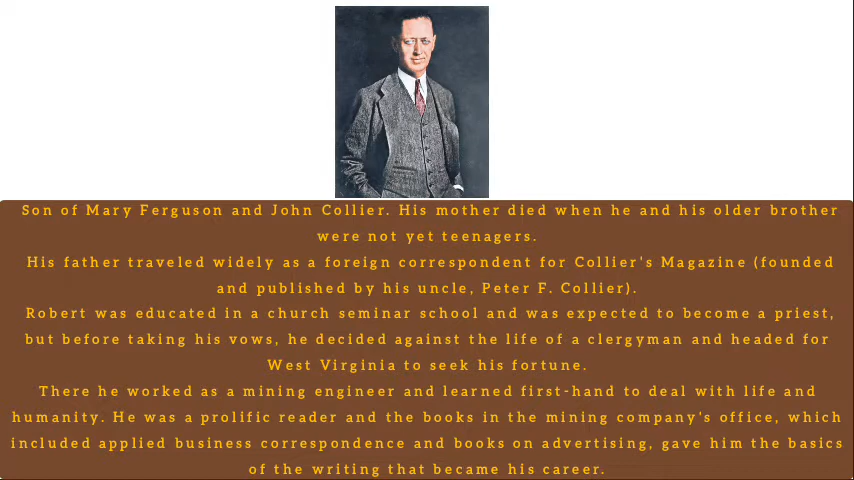 Son of Mary Ferguson and John Collier. His mother died when he and his older brother
were not yet teenagers.
His father traveled widely as a foreign correspondent for Collier's Magazine (founded
and published by his uncle, Peter F. Collier).
Robert was educated in a church seminar school and was expected to become a priest,
but before taking his vows, he decided against the life of a clergyman and headed for
West Virginia to seek his fortune.
There he worked as a mining engineer and learned first-hand to deal with life and
humanity. He was a prolific reader and the books in the mining company's office, which
included applied business correspondence and books on advertising, gave him the basics
of the writing that became his career.